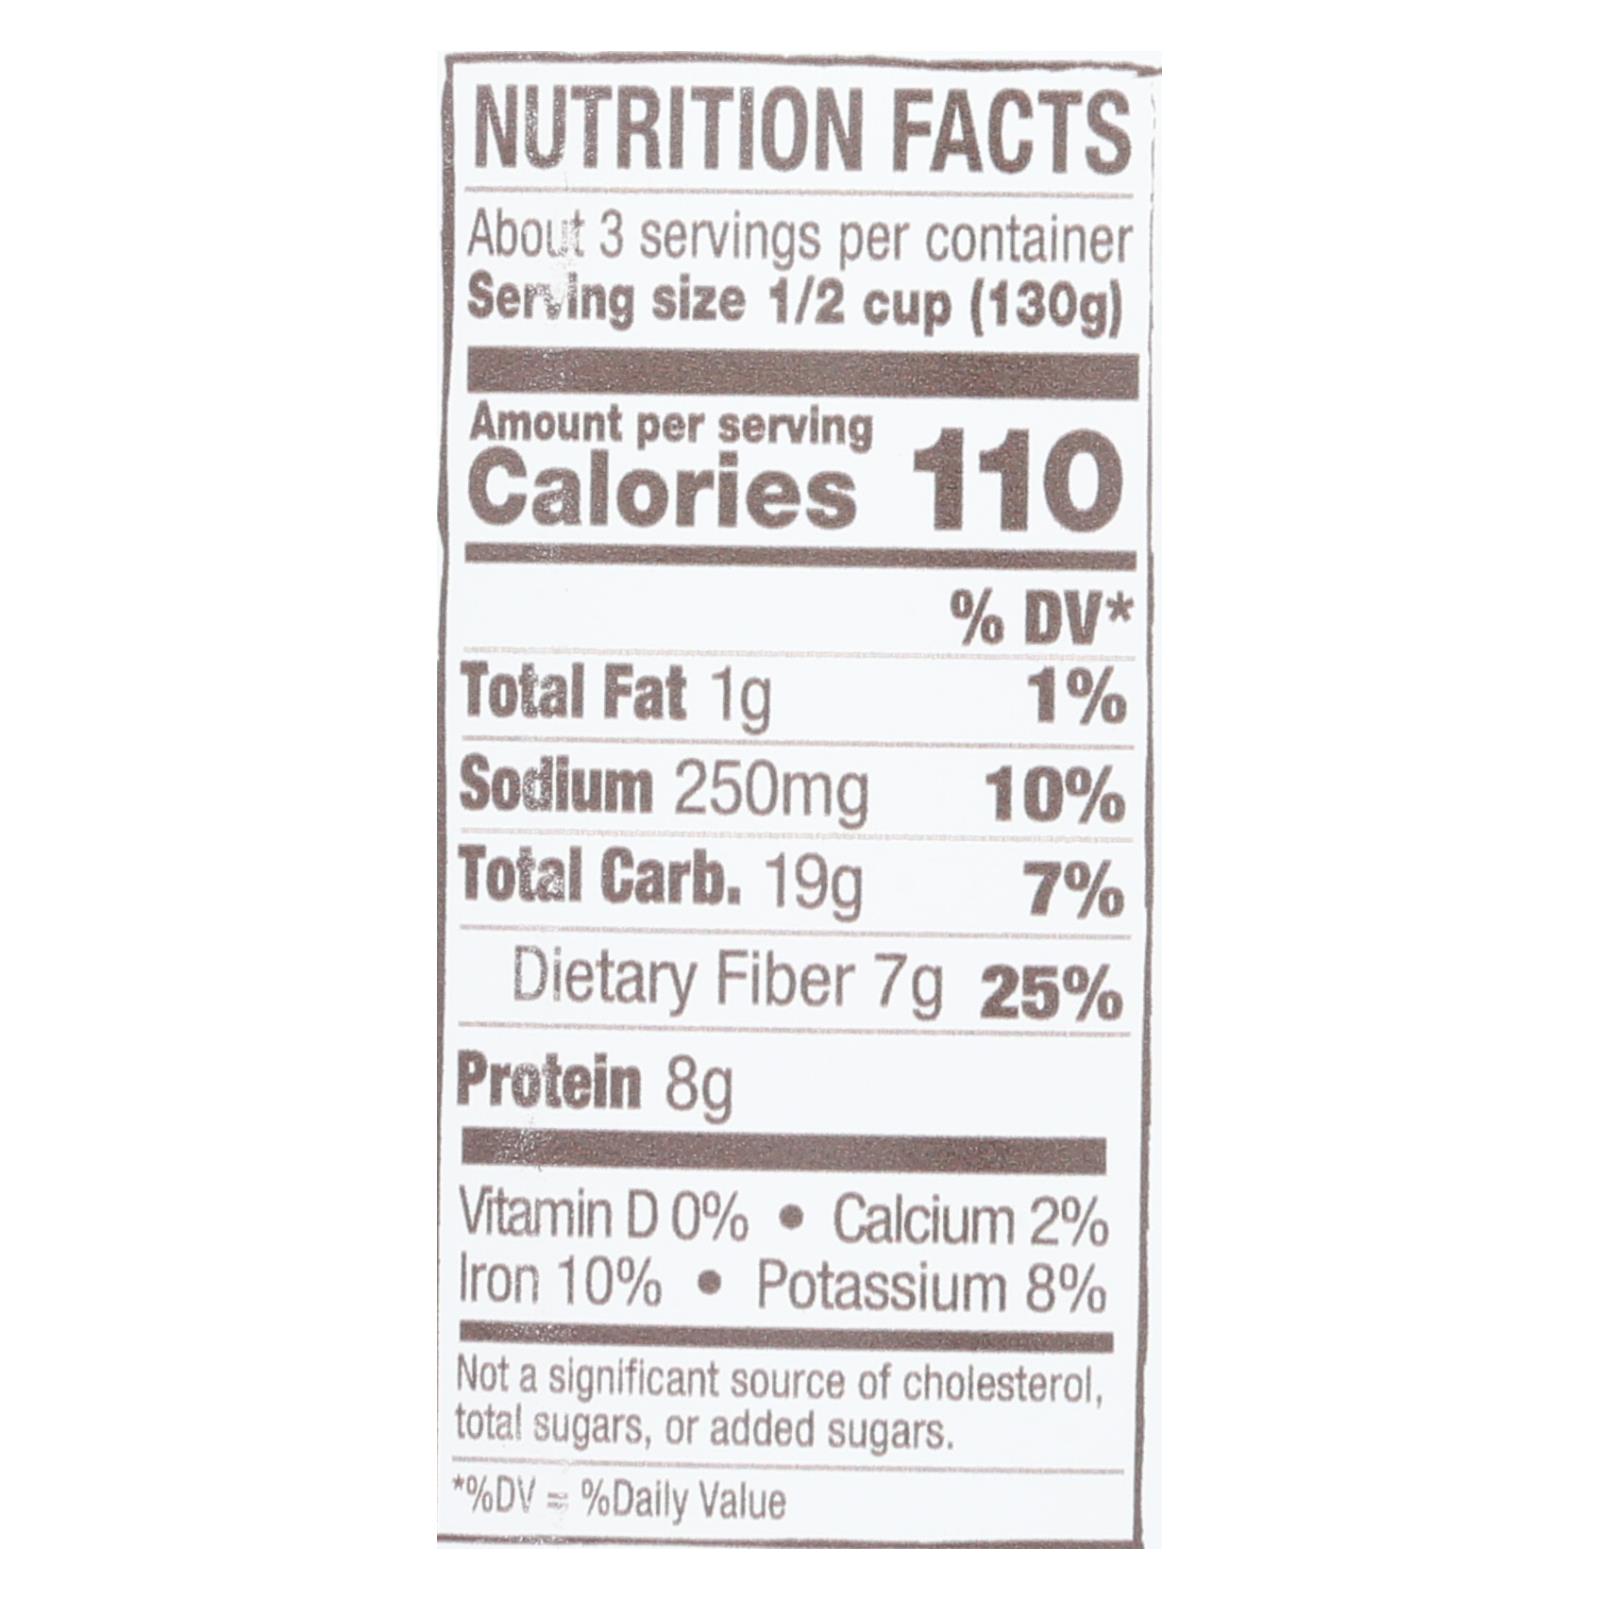 NUTRITION FACTS
About 3 servings per container
Serving size 1/2 cup (130g)
Amount per serving
Calories 110
% DV*
Total Fat 1g 1%
Sodium 250mg 10%
Total Carb. 19g 7%
Dietary Fiber 7g 25%
Protein 8g
Vitamin D 0% • Calcium 2%
Iron 10% • Potassium 8%
Not a significant source of cholesterol,
total sugars, or added sugars.
*%DV = %Daily Value